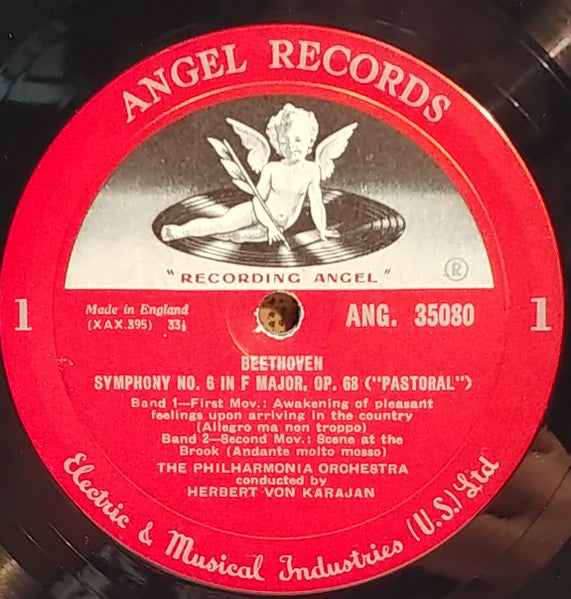 ANGEL RECORDS
"RECORDING ANGEL"
®
1
Made in England
(XAX.395) 33⅓
ANG. 35080
1
BEETHOVEN
SYMPHONY NO. 6 IN F MAJOR, OP. 68 ("PASTORAL")
Band 1—First Mov.: Awakening of pleasant
feelings upon arriving in the country
(Allegro ma non troppo)
Band 2—Second Mov.: Scene at the
Brook (Andante molto mosso)
THE PHILHARMONIA ORCHESTRA
conducted by
HERBERT VON KARAJAN
Electric & Musical Industries (U.S.) Ltd